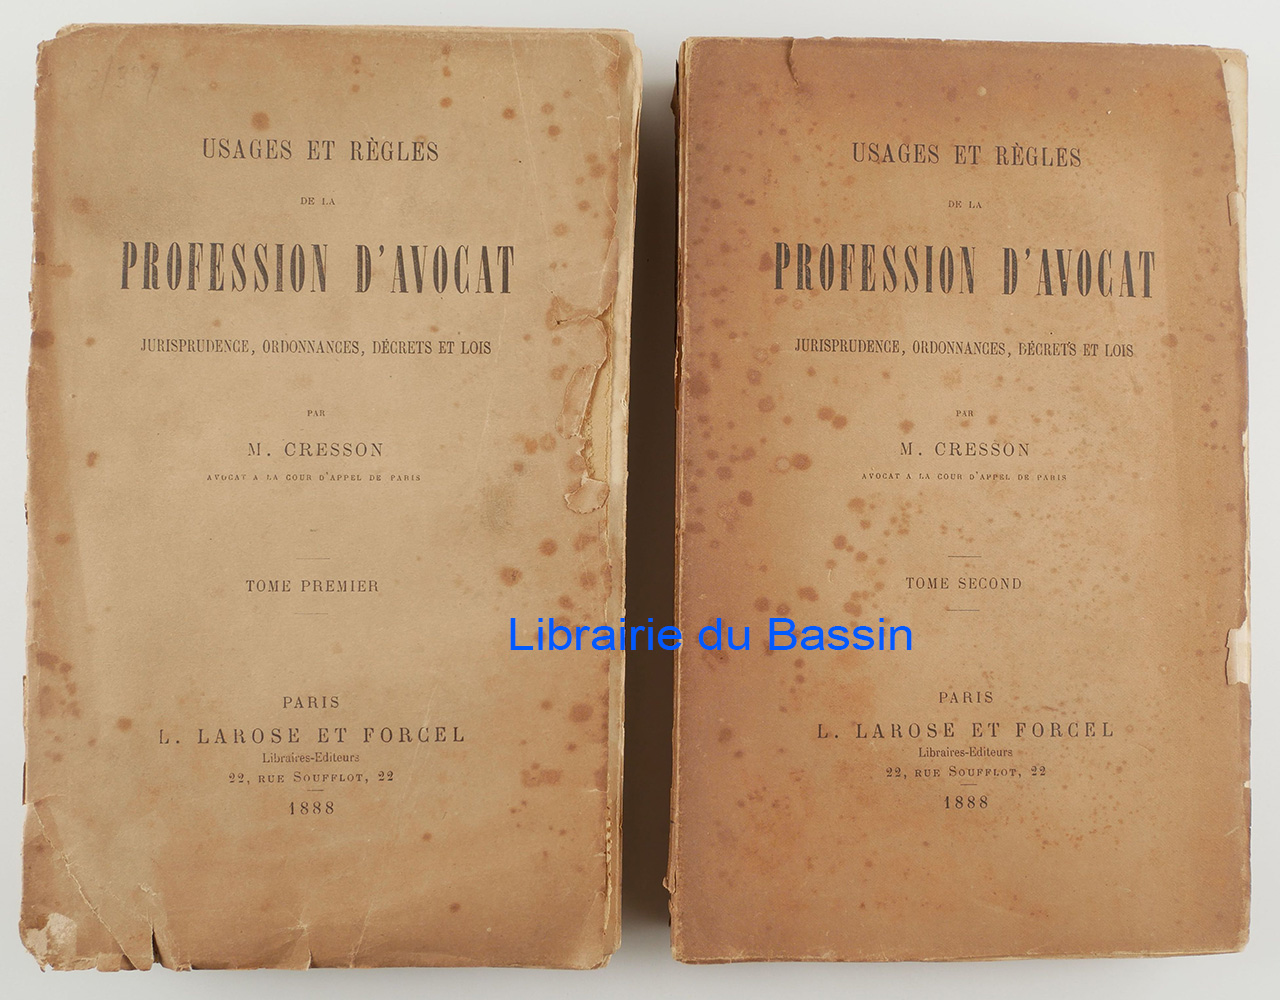 USAGES ET RÈGLES
DE LA
PROFESSION D'AVOCAT
JURISPRUDENCE, ORDONNANCES, DÉCRETS ET LOIS
PAR
M. CRESSON
AVOCAT A LA COUR D'APPEL DE PARIS
TOME PREMIER
PARIS
L. LAROSE ET FORCEL
Libraires-Editeurs
22, RUE SOUFFLOT, 22
1888
USAGES ET RÈGLES
DE LA
PROFESSION D'AVOCAT
JURISPRUDENCE, ORDONNANCES, DÉCRETS ET LOIS
PAR
M. CRESSON
AVOCAT A LA COUR D'APPEL DE PARIS
TOME SECOND
PARIS
L. LAROSE ET FORCEL
Libraires-Editeurs
22, RUE SOUFFLOT, 22
1888
Librairie du Bassin